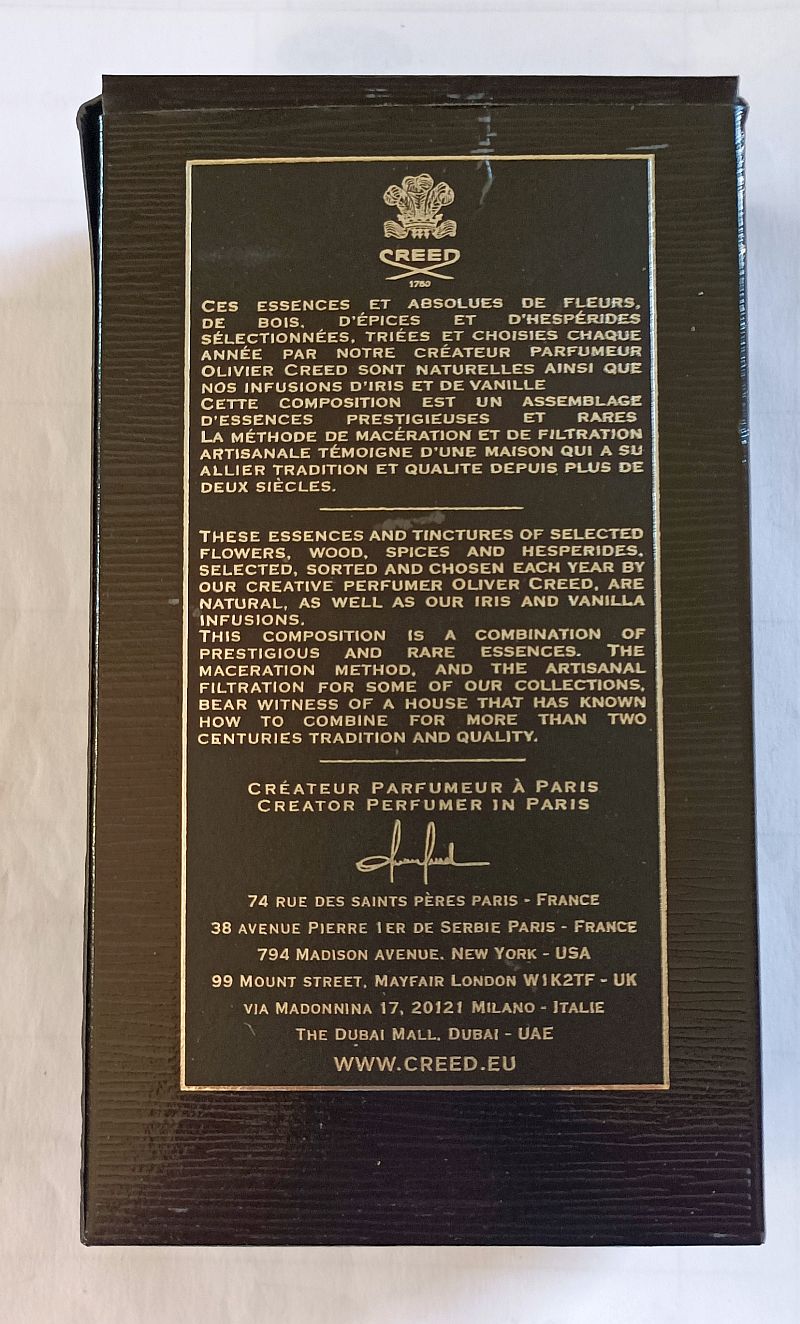 CREED
1760
CES ESSENCES ET ABSOLUES DE FLEURS,
DE BOIS, D'ÉPICES ET D'HESPÉRIDES
SÉLECTIONNÉES, TRIÉES ET CHOISIES CHAQUE
ANNÉE PAR NOTRE CRÉATEUR PARFUMEUR
OLIVIER CREED SONT NATURELLES AINSI QUE
NOS INFUSIONS D'IRIS ET DE VANILLE
CETTE COMPOSITION EST UN ASSEMBLAGE
D'ESSENCES PRESTIGIEUSES ET RARES
LA MÉTHODE DE MACÉRATION ET DE FILTRATION
ARTISANALE TÉMOIGNE D'UNE MAISON QUI A SU
ALLIER TRADITION ET QUALITE DEPUIS PLUS DE
DEUX SIÈCLES.
THESE ESSENCES AND TINCTURES OF SELECTED
FLOWERS, WOOD, SPICES AND HESPERIDES.
SELECTED, SORTED AND CHOSEN EACH YEAR BY
OUR CREATIVE PERFUMER OLIVER CREED, ARE
NATURAL, AS WELL AS OUR IRIS AND VANILLA
INFUSIONS.
THIS COMPOSITION IS A COMBINATION OF
PRESTIGIOUS AND RARE ESSENCES. THE
MACERATION METHOD, AND THE ARTISANAL
FILTRATION FOR SOME OF OUR COLLECTIONS,
BEAR WITNESS OF A HOUSE THAT HAS KNOWN
HOW TO COMBINE FOR MORE THAN TWO
CENTURIES TRADITION AND QUALITY.
CRÉATEUR PARFUMEUR À PARIS
CREATOR PERFUMER IN PARIS
74 RUE DES SAINTS PÈRES PARIS - FRANCE
38 AVENUE PIERRE 1ER DE SERBIE PARIS - FRANCE
794 MADISON AVENUE. NEW YORK - USA
99 MOUNT STREET, MAYFAIR LONDON W1K2TF - UK
VIA MADONNINA 17, 20121 MILANO - ITALIE
THE DUBAI MALL, DUBAI - UAE
WWW.CREED.EU